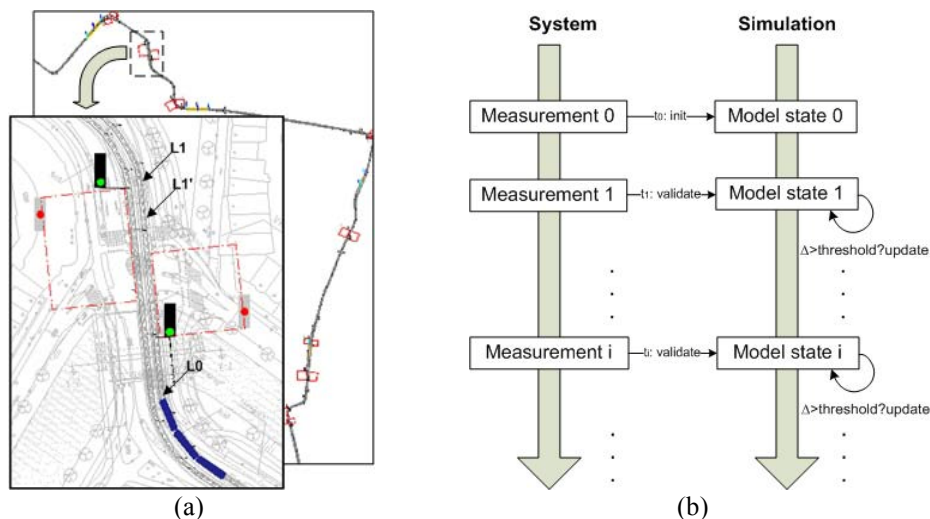 L1
L1'
L0
(a)
System
Simulation
Measurement 0
t0: init
Model state 0
Measurement 1
t1: validate
Model state 1
Δ>threshold?update
Measurement i
ti: validate
Model state i
Δ>threshold?update
(b)